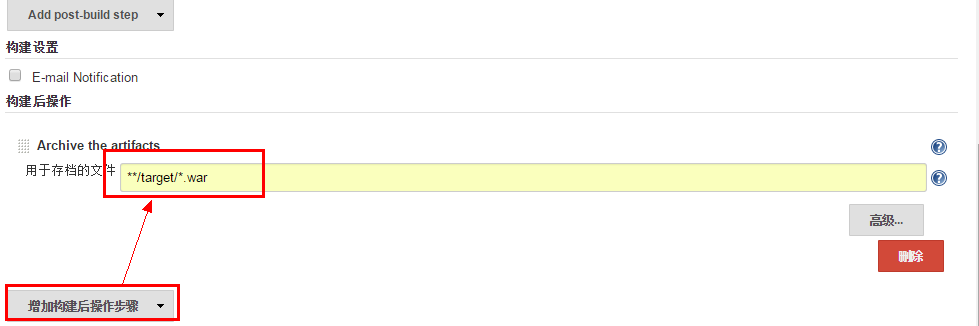 Add post-build step
构建设置
E-mail Notification
构建后操作
Archive the artifacts
用于存档的文件 **/target/*.war
高级...
删除
增加构建后操作步骤